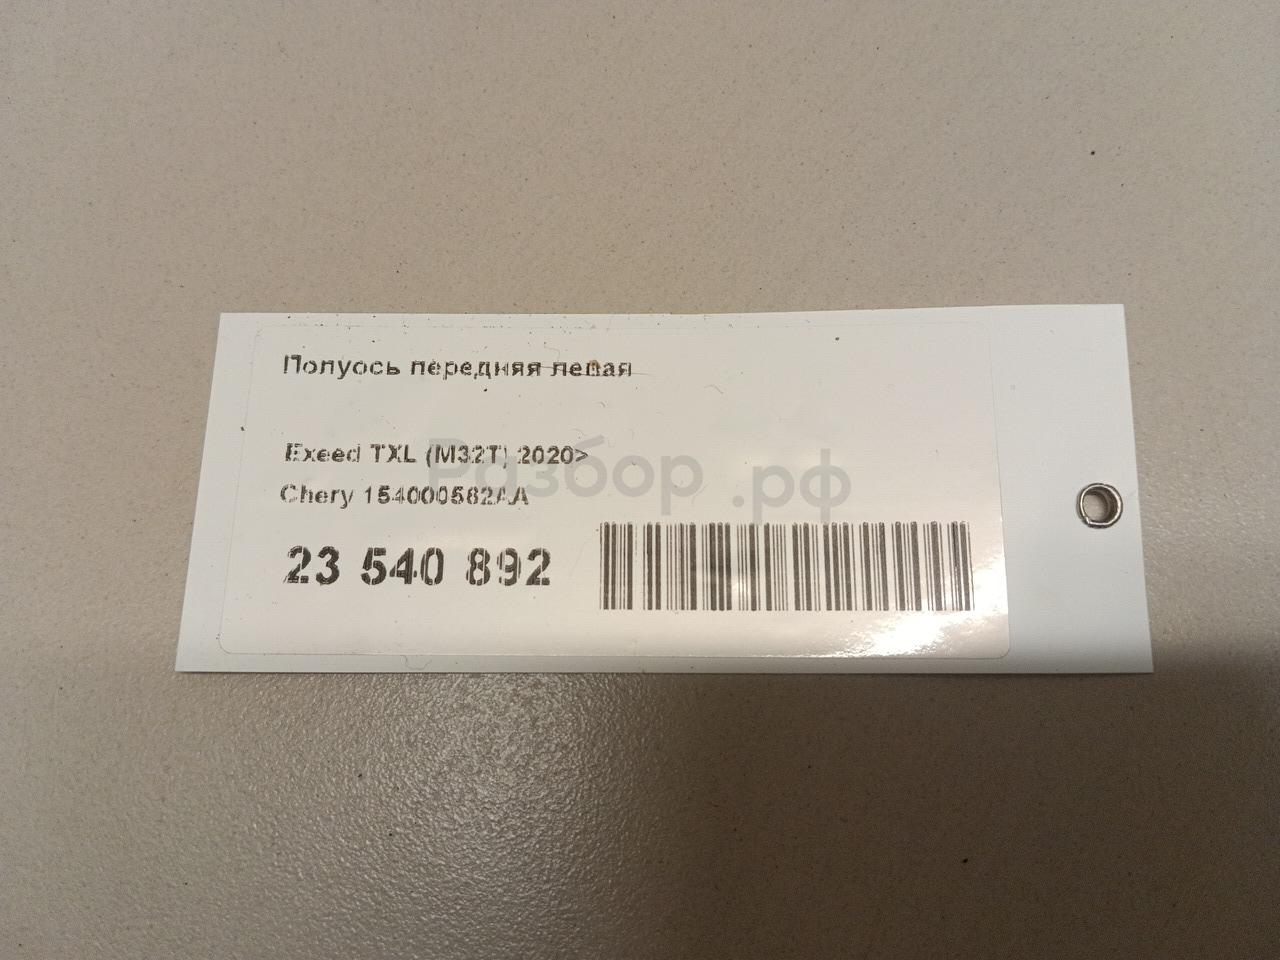 Полуось передняя левая
Exeed TXL (M32T) 2020>
Chery 154000582AA
23 540 892
Разбор.рф